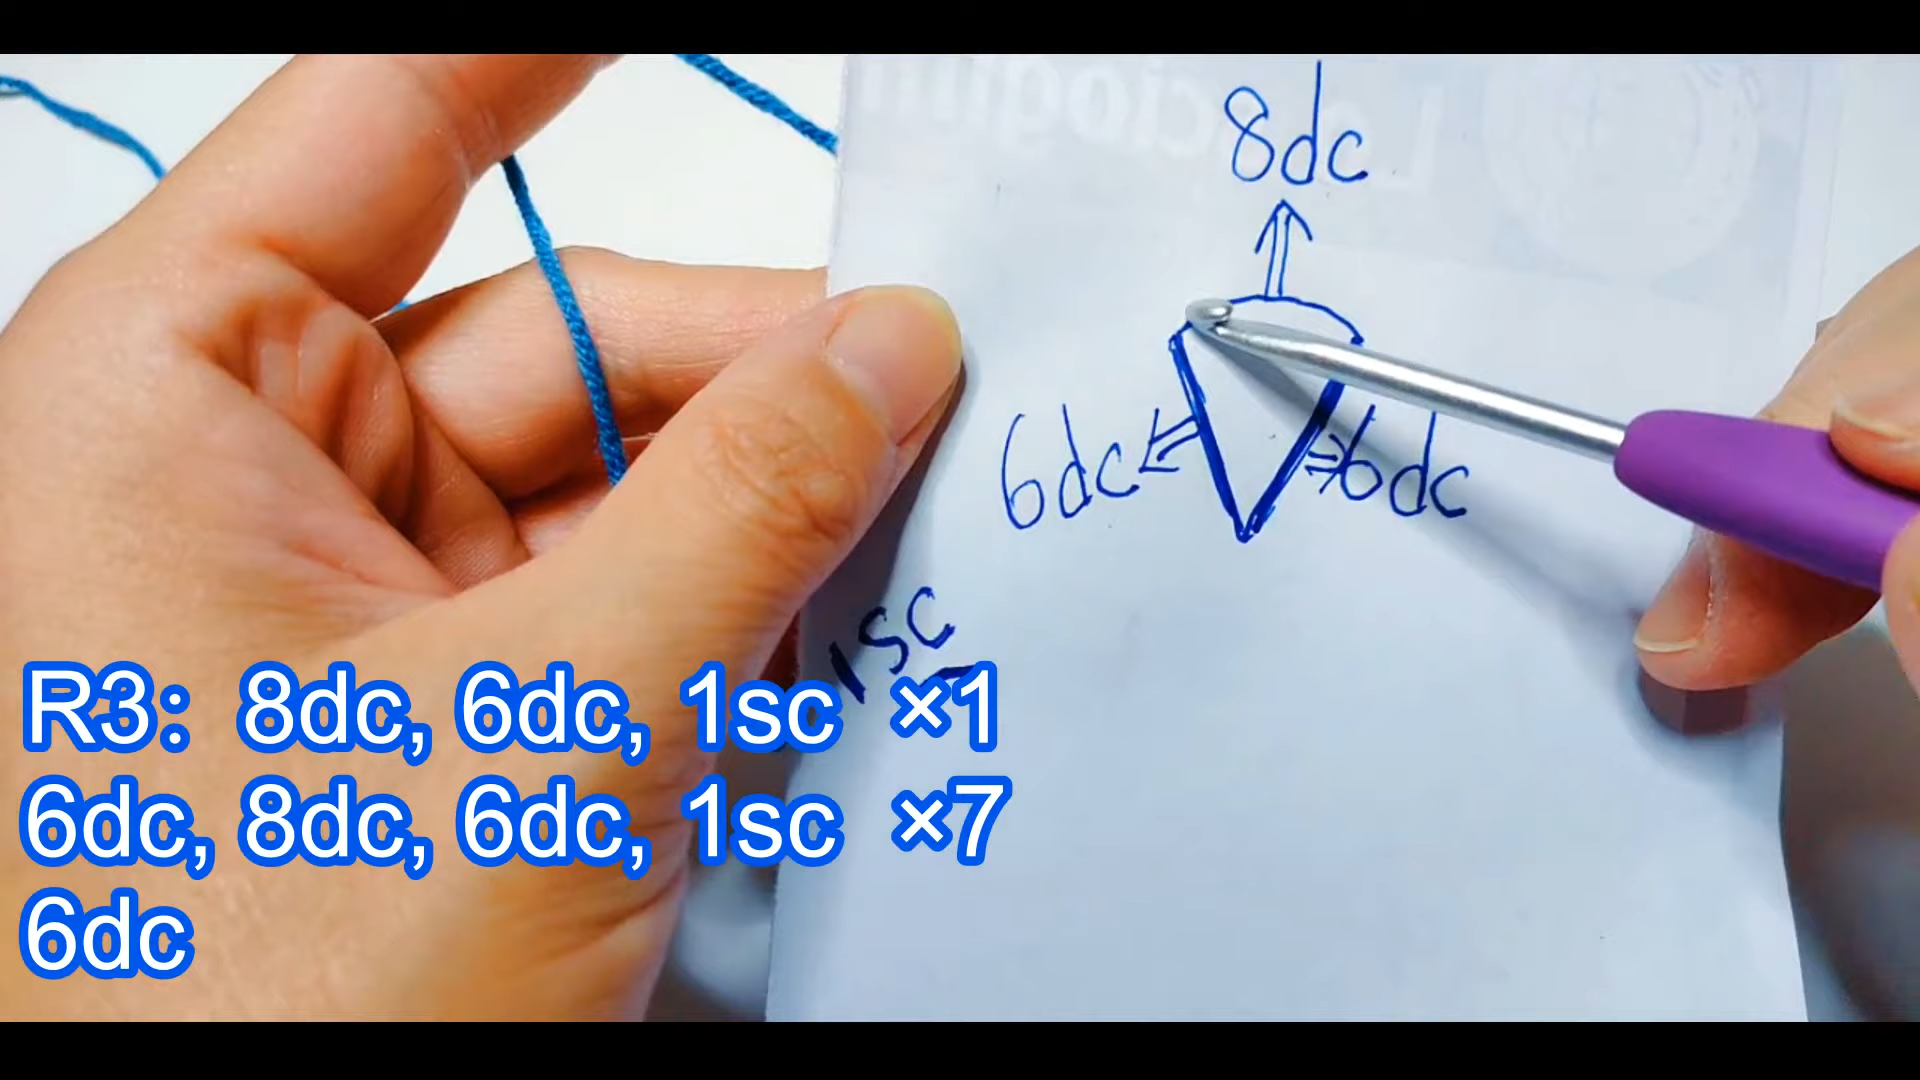 8dc
6dc
6dc
1sc
R3: 8dc, 6dc, 1sc ×1
6dc, 8dc, 6dc, 1sc ×7
6dc